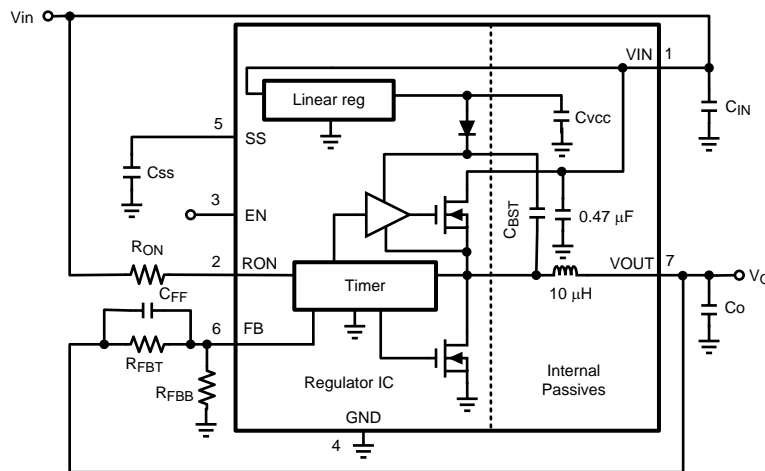 Vin
VIN 1
Linear reg
CIN
Cvcc
5
SS
Css
3
EN
CBST
0.47 µF
RON
2
RON
VOUT 7
Timer
10 µH
CFF
Co
6
FB
RFBT
RFBB
Regulator IC
Internal
Passives
GND
4